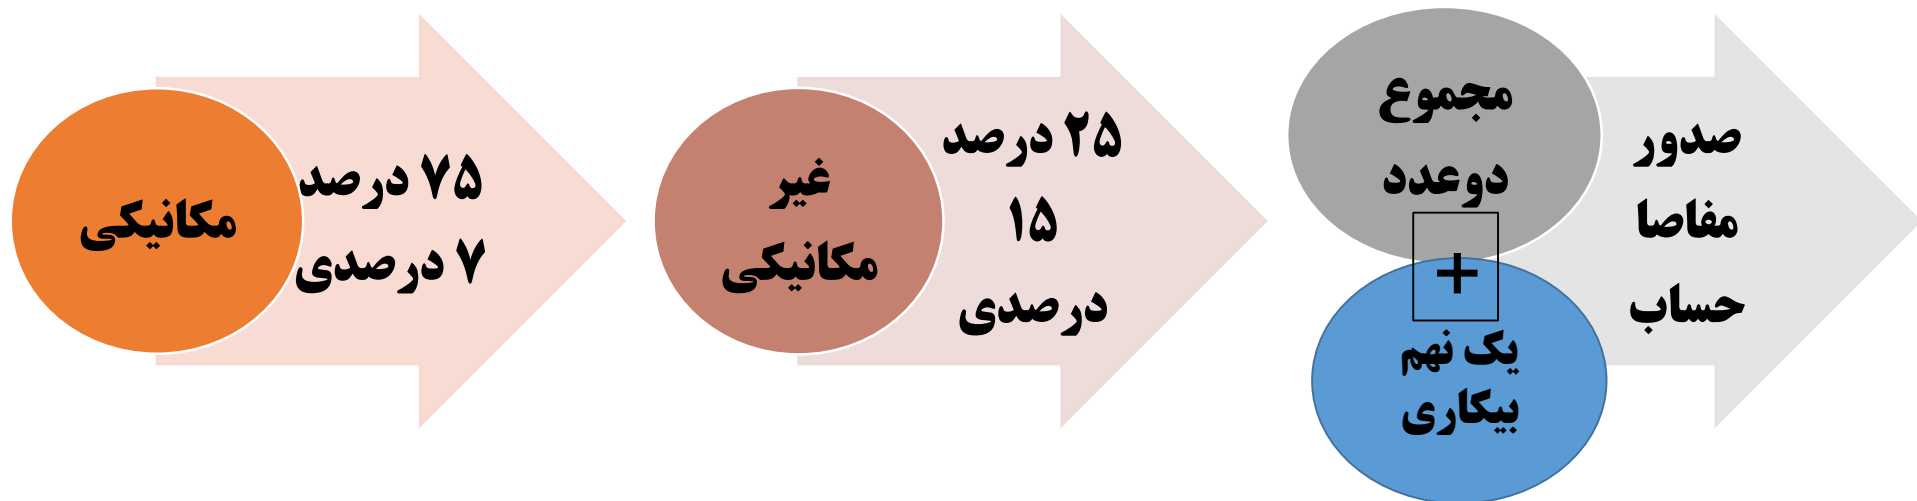 مکانیکی
۷۵ درصد
۷ درصدی
غیر
مکانیکی
۲۵ درصد
۱۵
درصدی
مجموع
دوعدد
+
یک نهم
بیکاری
صدور
مفاصا
حساب